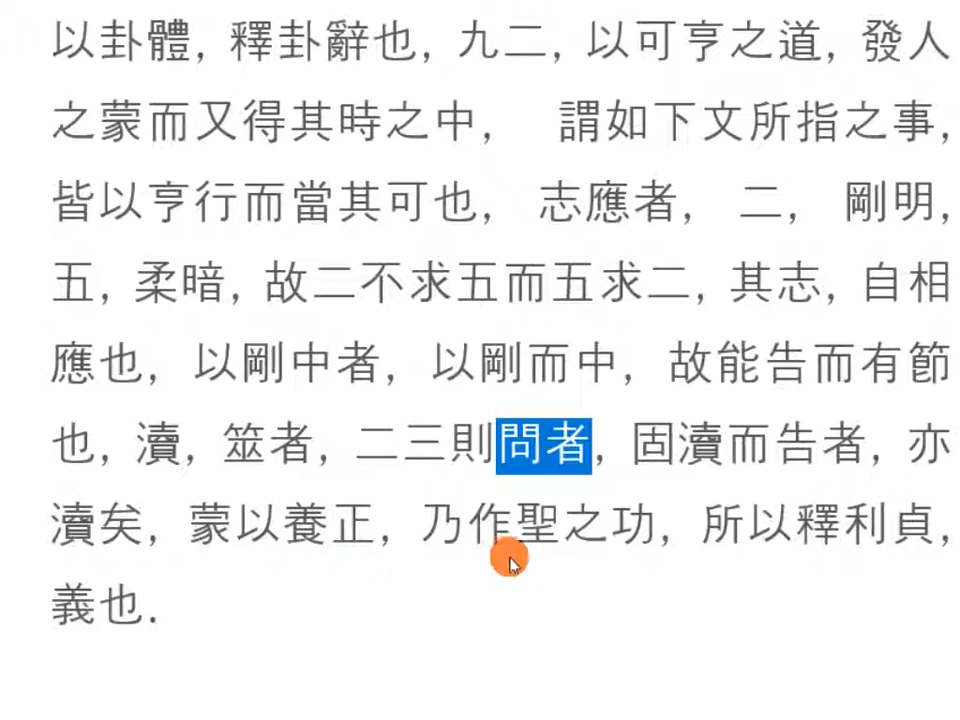 以卦體, 釋卦辭也, 九二, 以可亨之道, 發人
之蒙而又得其時之中, 謂如下文所指之事,
皆以亨行而當其可也, 志應者, 二, 剛明,
五, 柔暗, 故二不求五而五求二, 其志, 自相
應也, 以剛中者, 以剛而中, 故能告而有節
也, 瀆, 筮者, 二三則問者, 固瀆而告者, 亦
瀆矣, 蒙以養正, 乃作聖之功, 所以釋利貞,
義也.